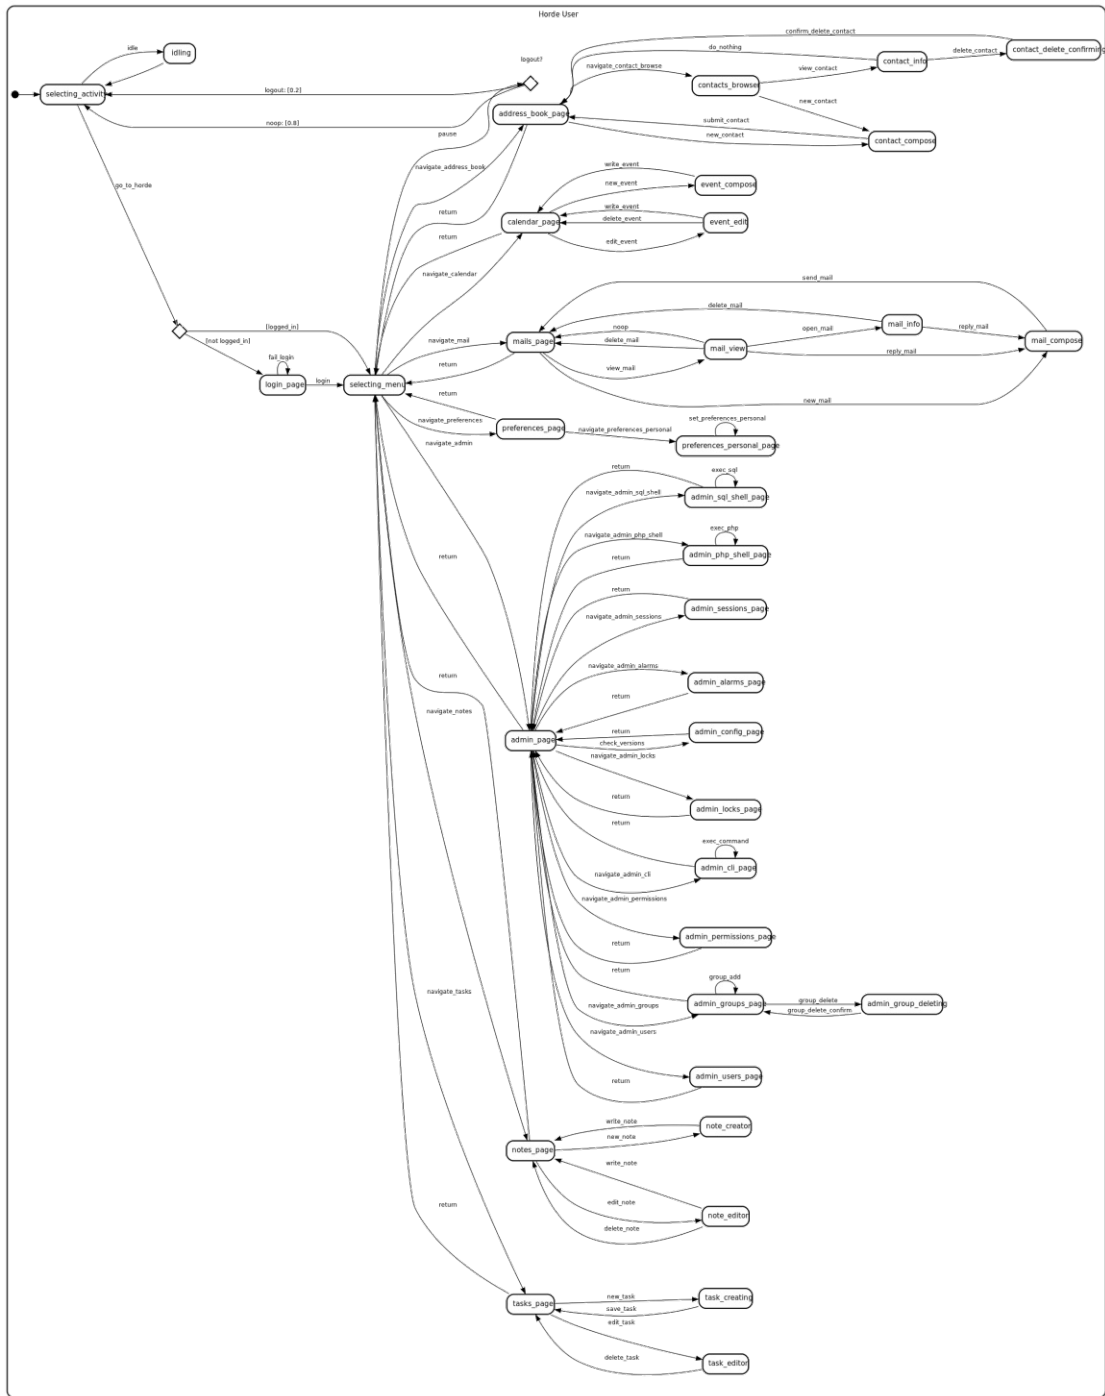 Horde User
idle
idling
logout?
selecting_activit
logout: [0.2]
noop: [0.8]
pause
go_to_horde
confirm_delete_contact
do_nothing
navigate_contact_browse
contact_info
delete_contact
contact_delete_confirming
contacts_browser
view_contact
new_contact
address_book_page
submit_contact
new_contact
contact_compose
navigate_address_book
write_event
new_event
event_compose
return
calendar_page
write_event
delete_event
event_edit
edit_event
return
navigate_calendar
send_mail
delete_mail
mail_info
[logged_in]
noop
open_mail
reply_mail
[not logged_in]
navigate_mail
mails_page
delete_mail
mail_view
mail_compose
reply_mail
fail_login
return
view_mail
login_page
login
selecting_menu
new_mail
return
navigate_preferences
preferences_page
navigate_preferences_personal
set_preferences_personal
preferences_personal_page
navigate_admin
return
exec_sql
navigate_admin_sql_shell
admin_sql_shell_page
exec_php
navigate_admin_php_shell
return
return
admin_php_shell_page
return
admin_sessions_page
navigate_admin_sessions
navigate_admin_alarms
return
admin_alarms_page
return
navigate_notes
return
admin_config_page
admin_page
check_versions
navigate_admin_locks
return
admin_locks_page
return
exec_command
admin_cli_page
navigate_admin_cli
navigate_admin_permissions
admin_permissions_page
return
return
group_add
navigate_tasks
navigate_admin_groups
admin_groups_page
group_delete
group_delete_confirm
admin_group_deleting
navigate_admin_users
return
admin_users_page
write_note
note_creator
notes_page
new_note
write_note
edit_note
note_editor
delete_note
return
new_task
task_creating
tasks_page
save_task
edit_task
delete_task
task_editor